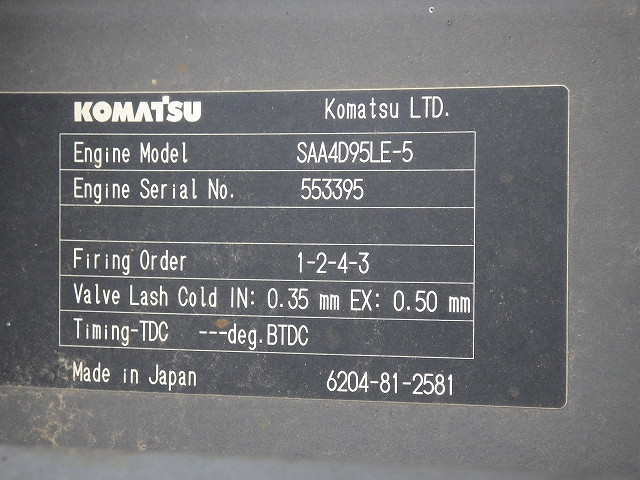 KOMATSU Komatsu LTD.
Engine Model SAA4D95LE-5
Engine Serial No. 553395
Firing Order 1-2-4-3
Valve Lash Cold IN: 0.35 mm EX: 0.50 mm
Timing-TDC ---deg.BTDC
Made in Japan 6204-81-2581